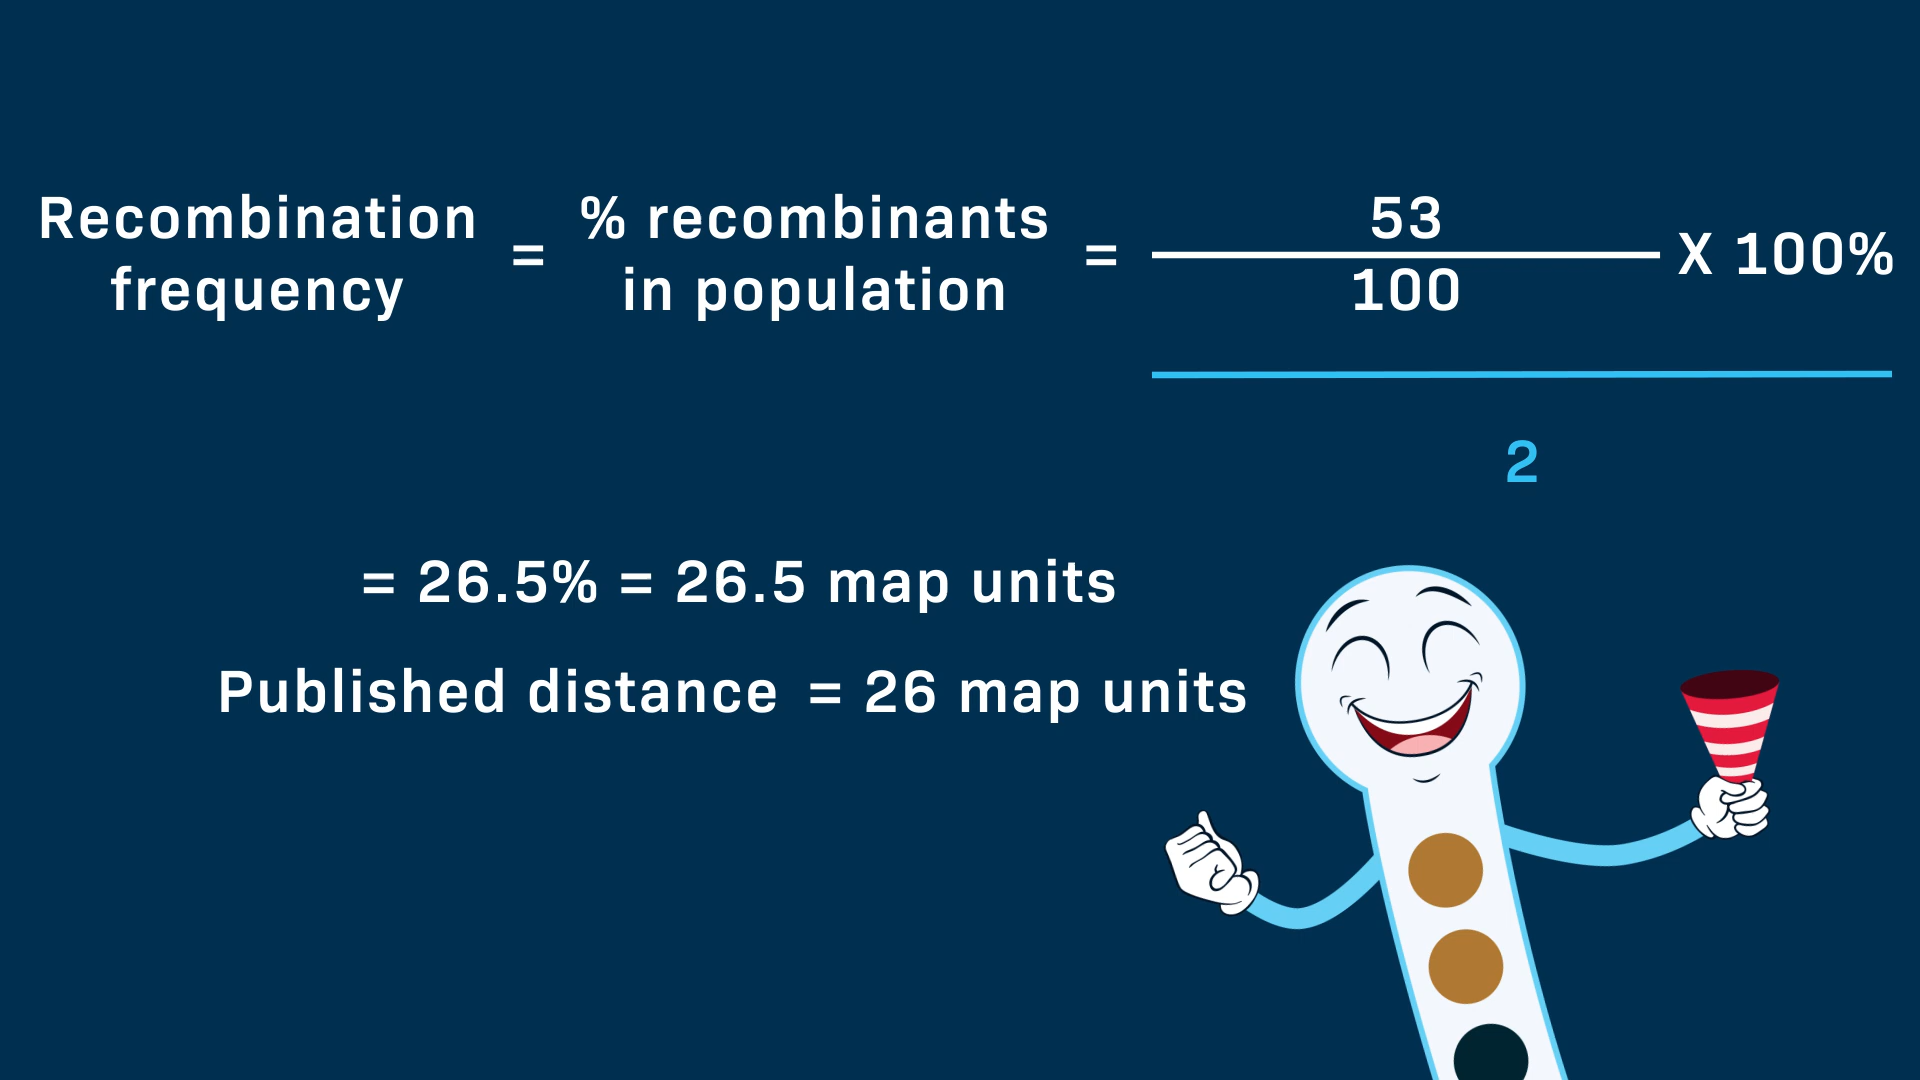 Recombination frequency = % recombinants in population = 53/100 X 100%
2
= 26.5% = 26.5 map units
Published distance = 26 map units